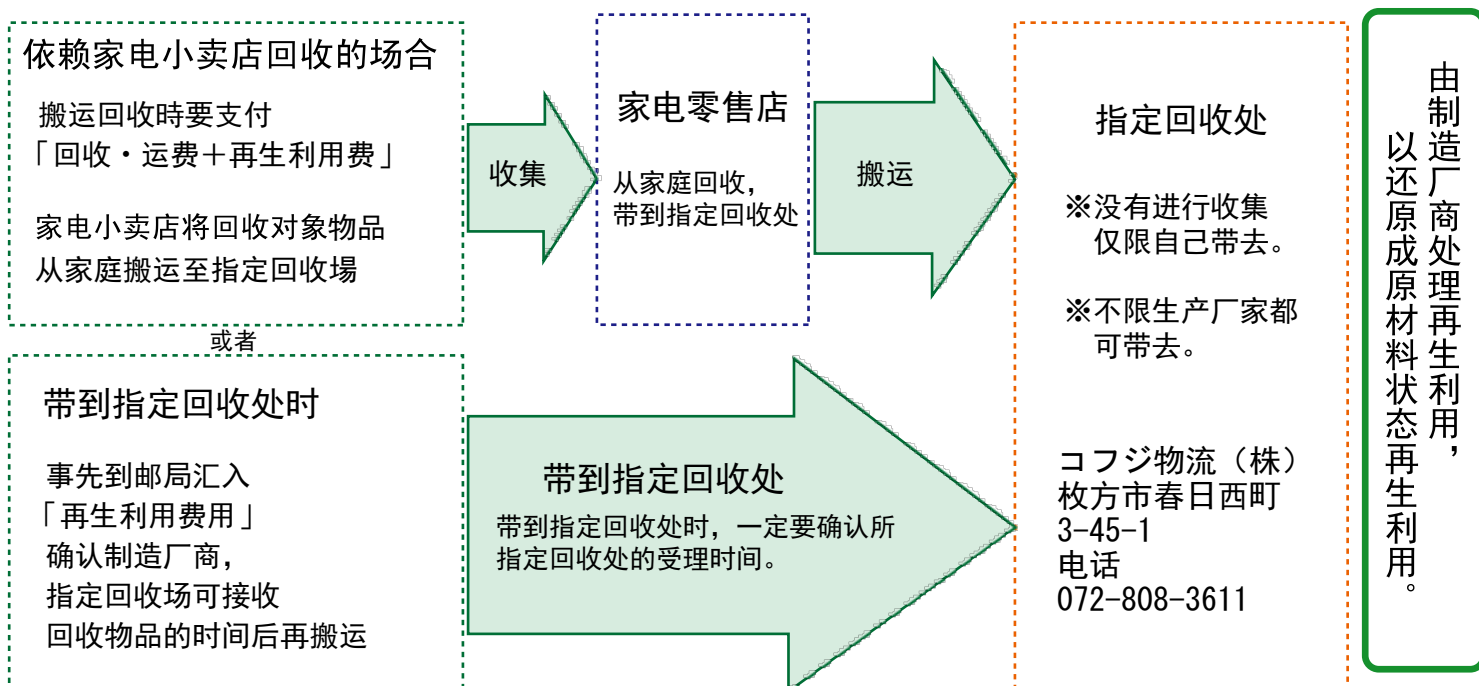 依赖家电小卖店回收的场合
搬运回收時要支付
「回收・运费＋再生利用费」
家电小卖店将回收对象物品
从家庭搬运至指定回收場
收集
家电零售店
从家庭回收，
带到指定回收处
搬运
或者
带到指定回收处时
事先到邮局汇入
「再生利用费用」
确认制造厂商，
指定回收场可接收
回收物品的时间后再搬运
带到指定回收处
带到指定回收处时，一定要确认所
指定回收处的受理时间。
指定回收处
※没有进行收集
仅限自己带去。
※不限生产厂家都
可带去。
コフジ物流（株）
枚方市春日西町
3-45-1
电话
072-808-3611
由制造厂商处理再生利用，
以还原成原材料状态再生利用。